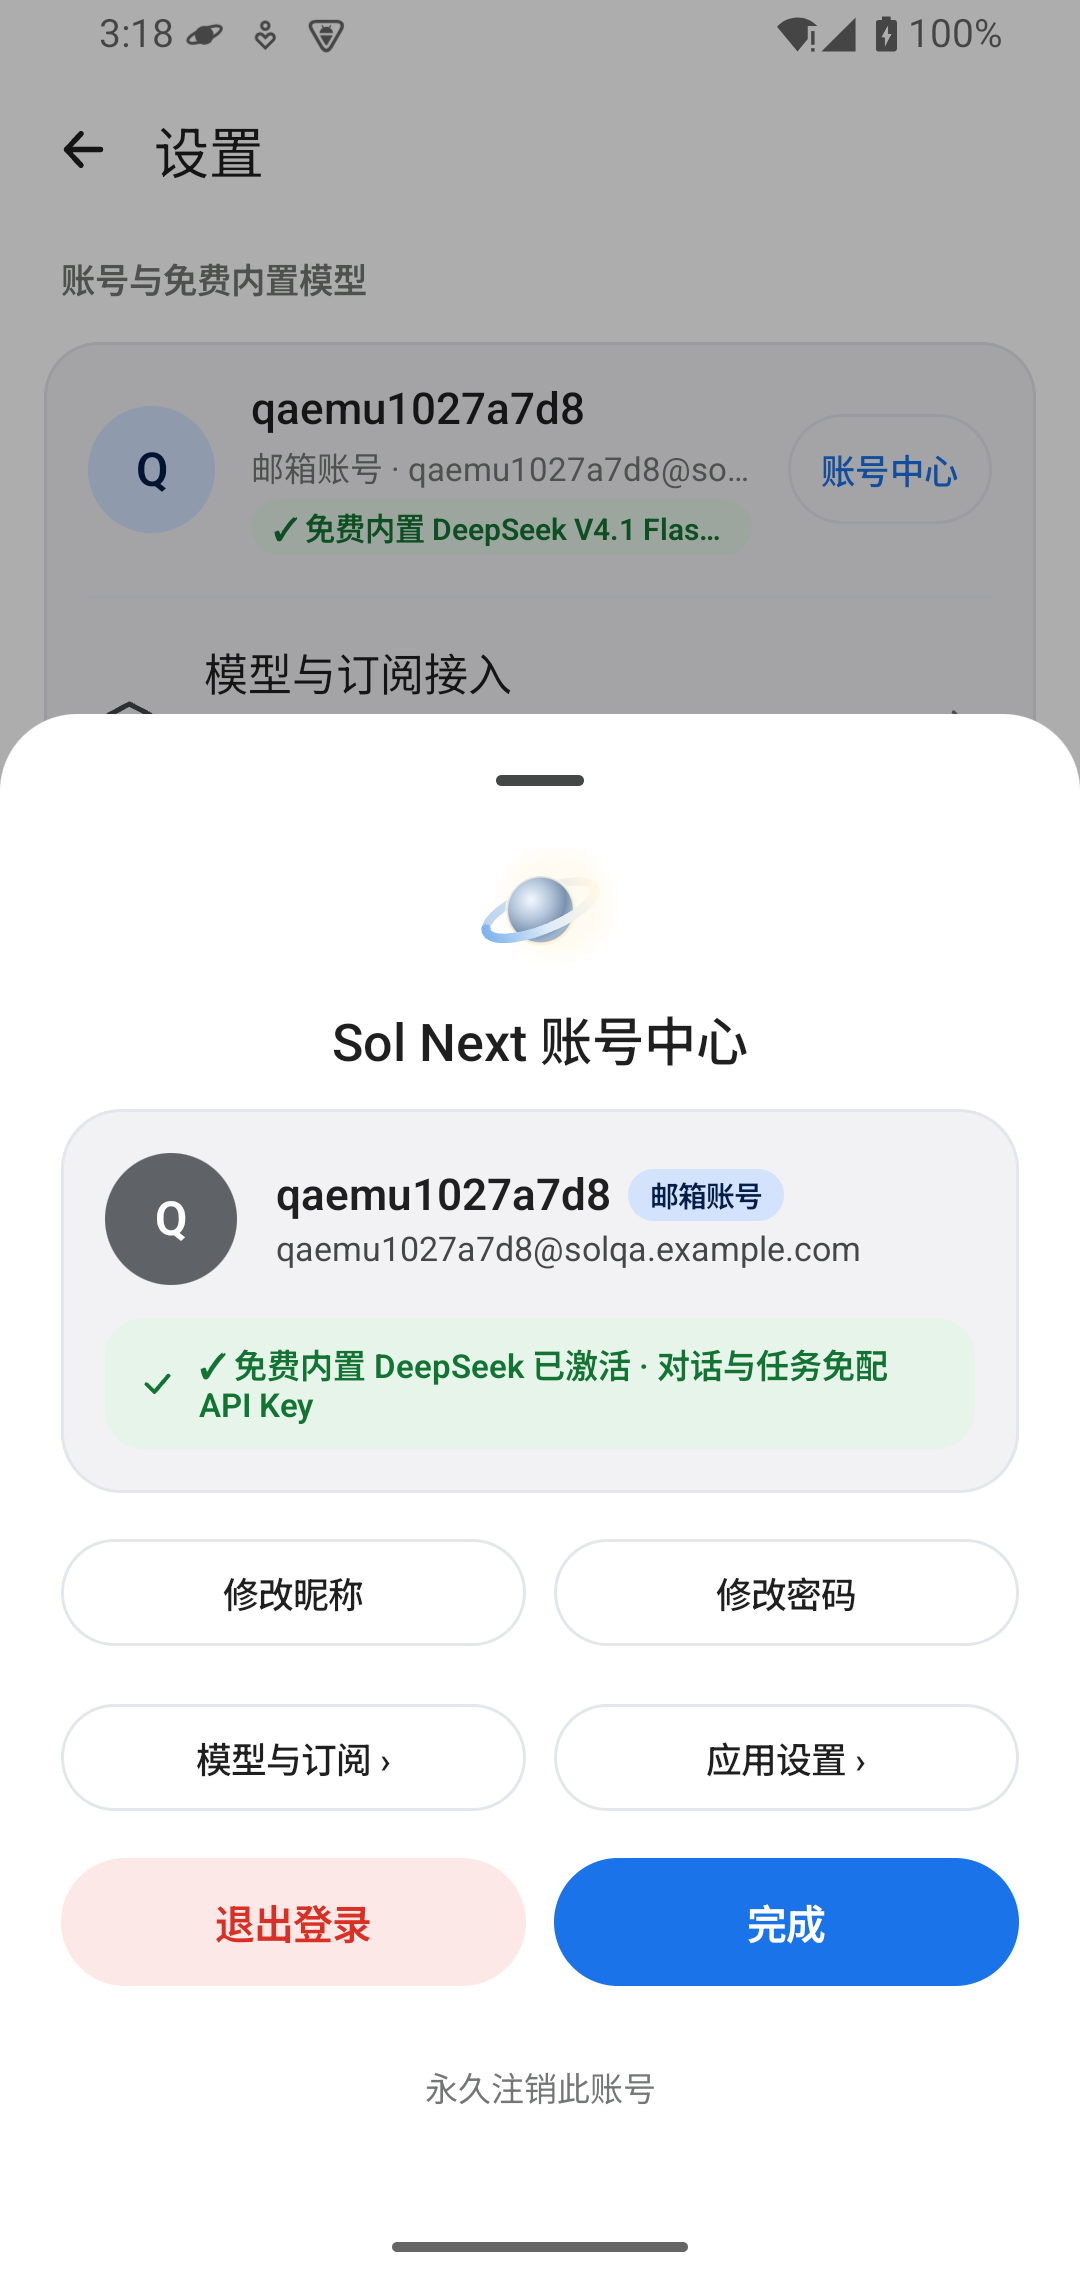 3:18
100%
设置
账号与免费内置模型
Q
qaemu1027a7d8
邮箱账号 · qaemu1027a7d8@so...
✓ 免费内置 DeepSeek V4.1 Flas...
账号中心
模型与订阅接入
Sol Next 账号中心
Q
qaemu1027a7d8 邮箱账号
qaemu1027a7d8@solqa.example.com
✓ 免费内置 DeepSeek 已激活 · 对话与任务免配
API Key
修改昵称
修改密码
模型与订阅 ›
应用设置 ›
退出登录
完成
永久注销此账号